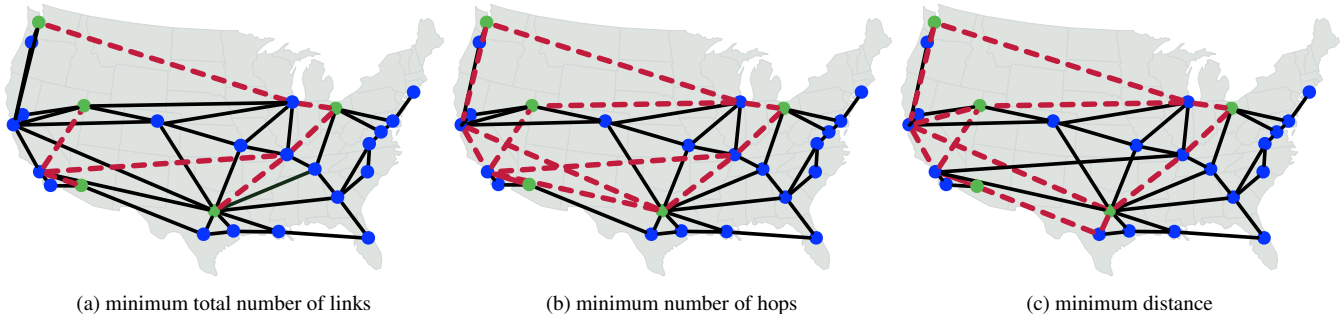 (a) minimum total number of links
(b) minimum number of hops
(c) minimum distance